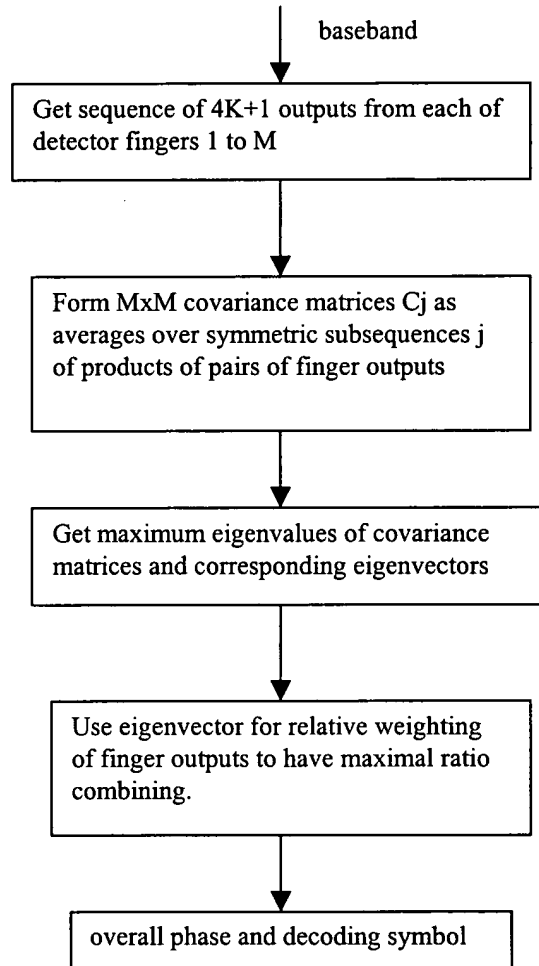 baseband
Get sequence of 4K+1 outputs from each of
detector fingers 1 to M
Form MxM covariance matrices Cj as
averages over symmetric subsequences j
of products of pairs of finger outputs
Get maximum eigenvalues of covariance
matrices and corresponding eigenvectors
Use eigenvector for relative weighting
of finger outputs to have maximal ratio
combining.
overall phase and decoding symbol